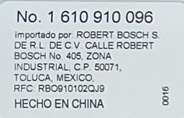 No. 1 610 910 096
Importado por: ROBERT BOSCH S.
DE R.L. DE C.V. CALLE ROBERT
BOSCH No. 405, ZONA
INDUSTRIAL, C.P. 50071,
TOLUCA, MEXICO,
RFC: RBO910102QJ9
HECHO EN CHINA
0016